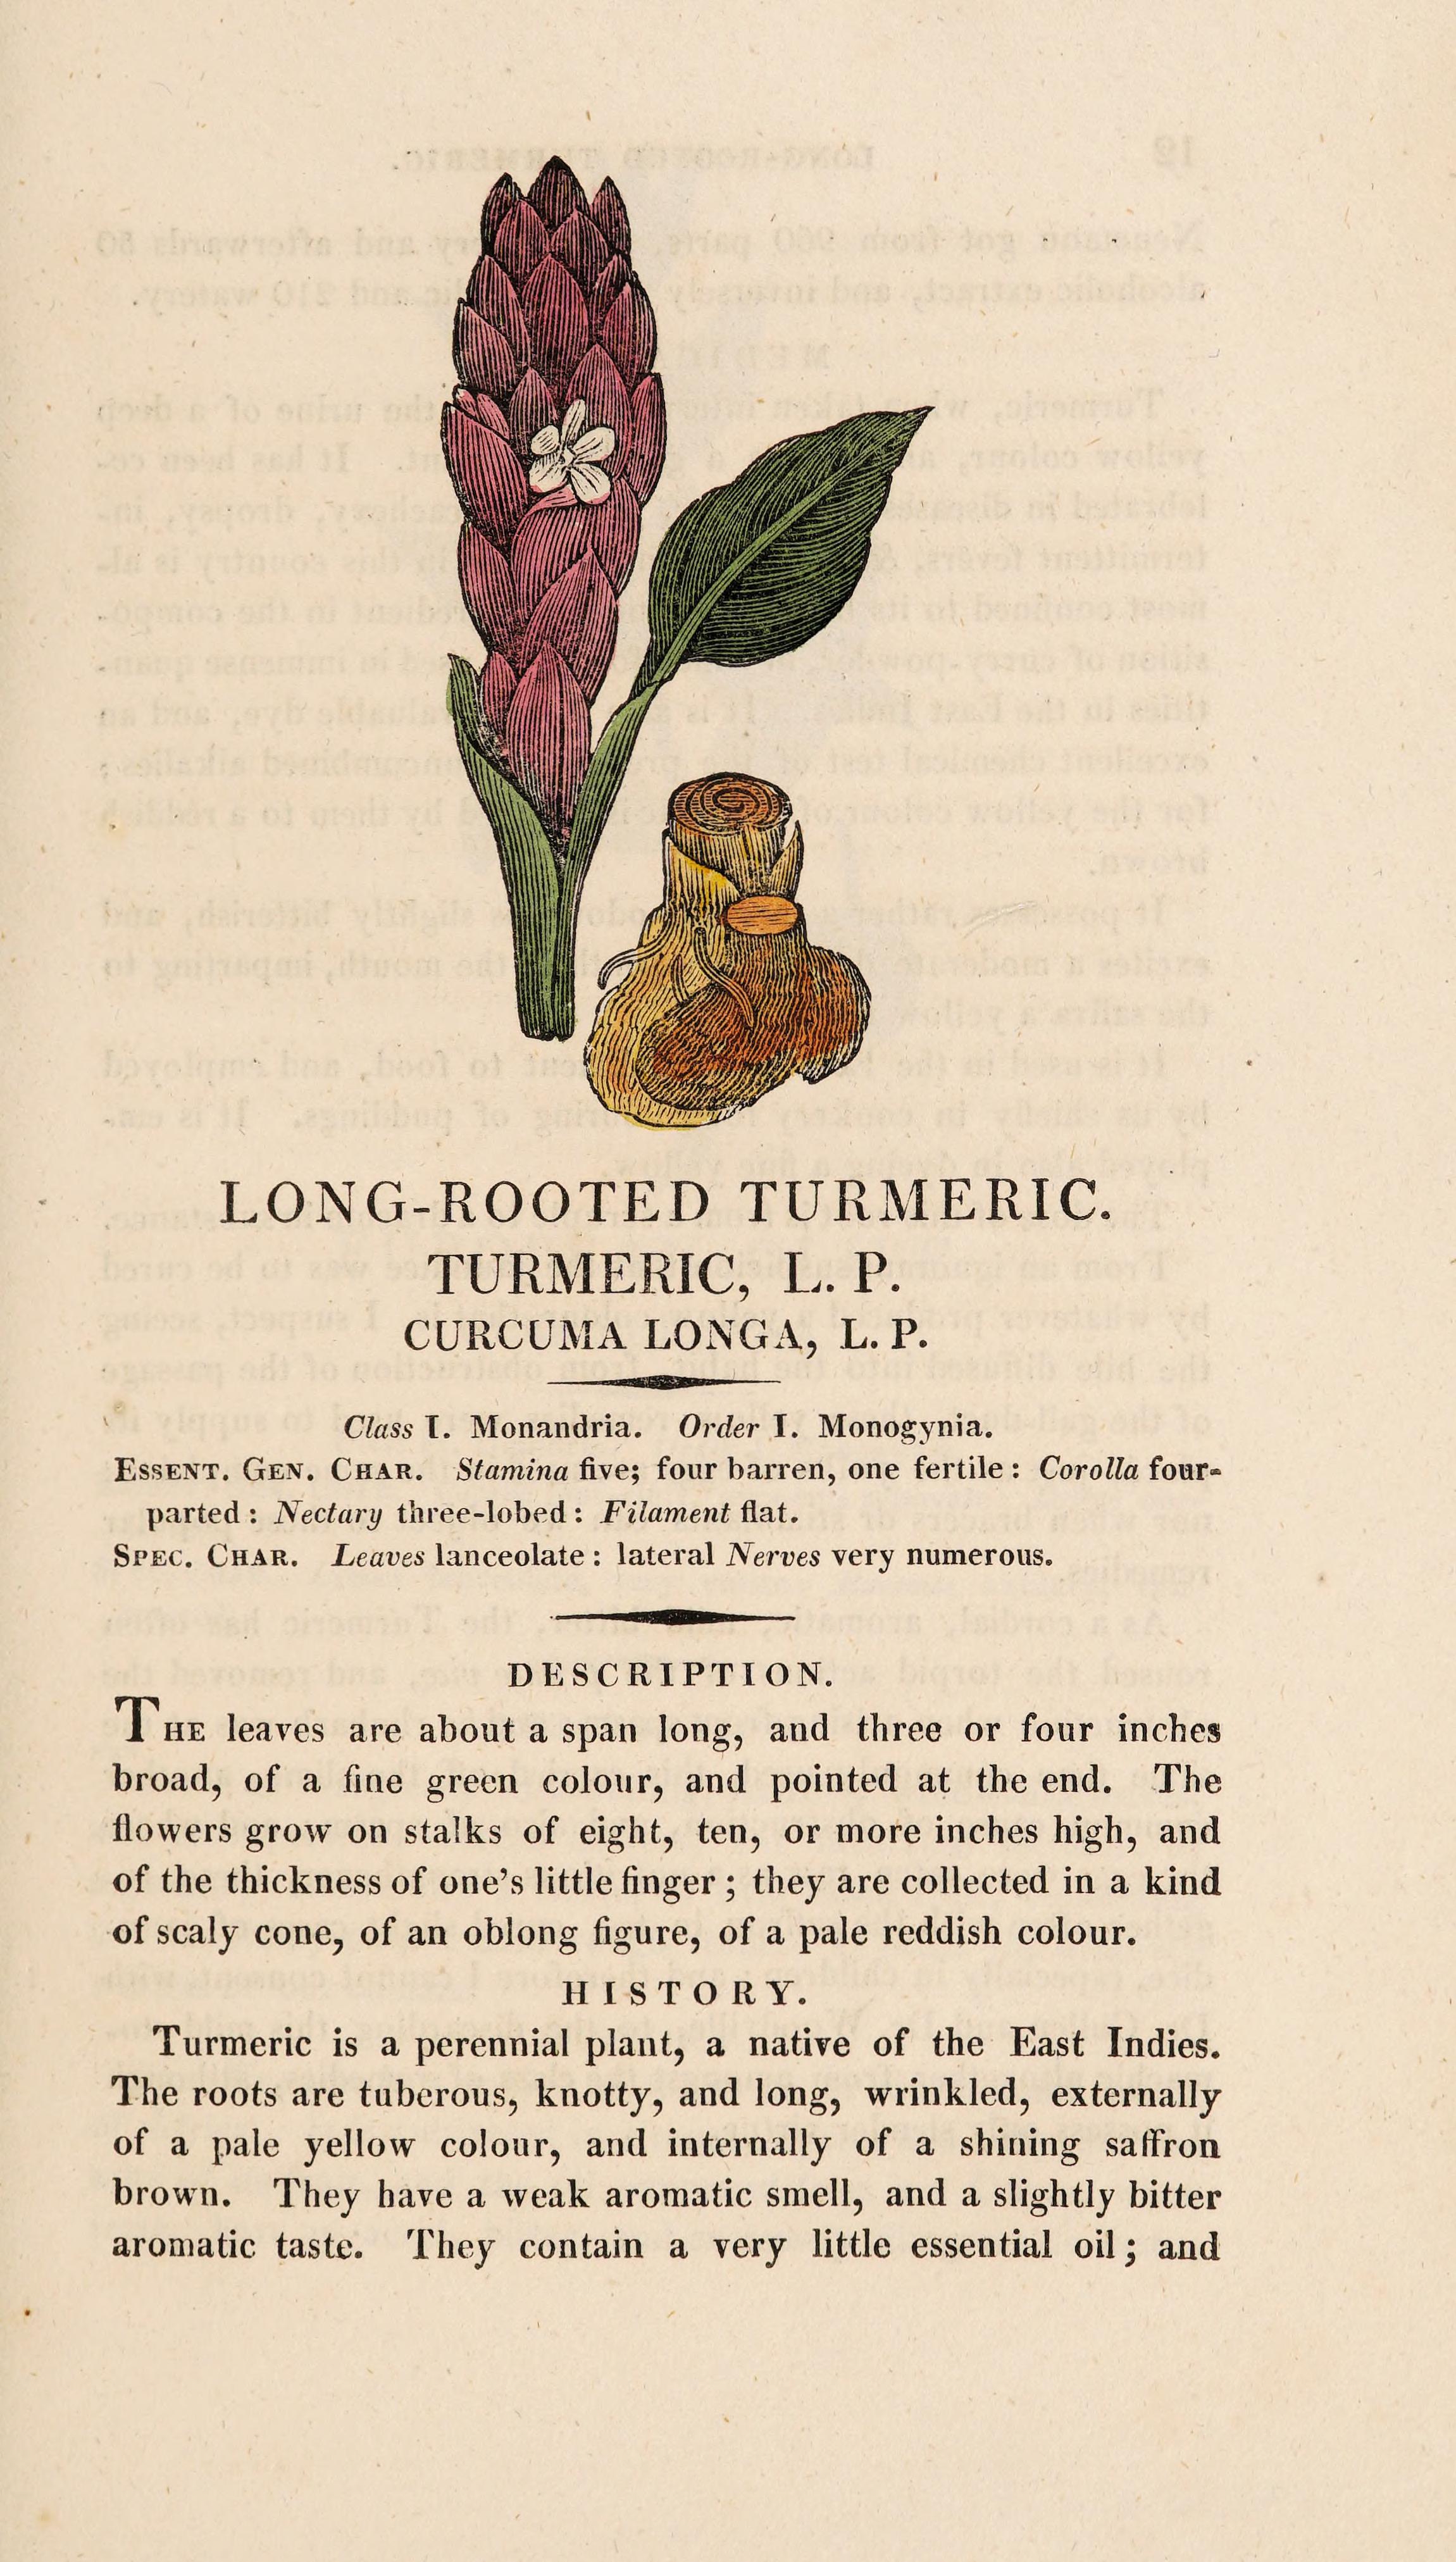 LONG-ROOTED TURMERIC.
TURMERIC, L. P.
CURCUMA LONGA, L. P.
Class I. Monandria. Order I. Monogynia.
ESSENT. GEN. CHAR. Stamina five; four barren, one fertile: Corolla four-
parted: Nectary three-lobed: Filament flat.
SPEC. CHAR. Leaves lanceolate: lateral Nerves very numerous.
DESCRIPTION.
THE leaves are about a span long, and three or four inches
broad, of a fine green colour, and pointed at the end. The
flowers grow on stalks of eight, ten, or more inches high, and
of the thickness of one's little finger; they are collected in a kind
of scaly cone, of an oblong figure, of a pale reddish colour.
HISTORY.
Turmeric is a perennial plant, a native of the East Indies.
The roots are tuberous, knotty, and long, wrinkled, externally
of a pale yellow colour, and internally of a shining saffron
brown. They have a weak aromatic smell, and a slightly bitter
aromatic taste. They contain a very little essential oil; and